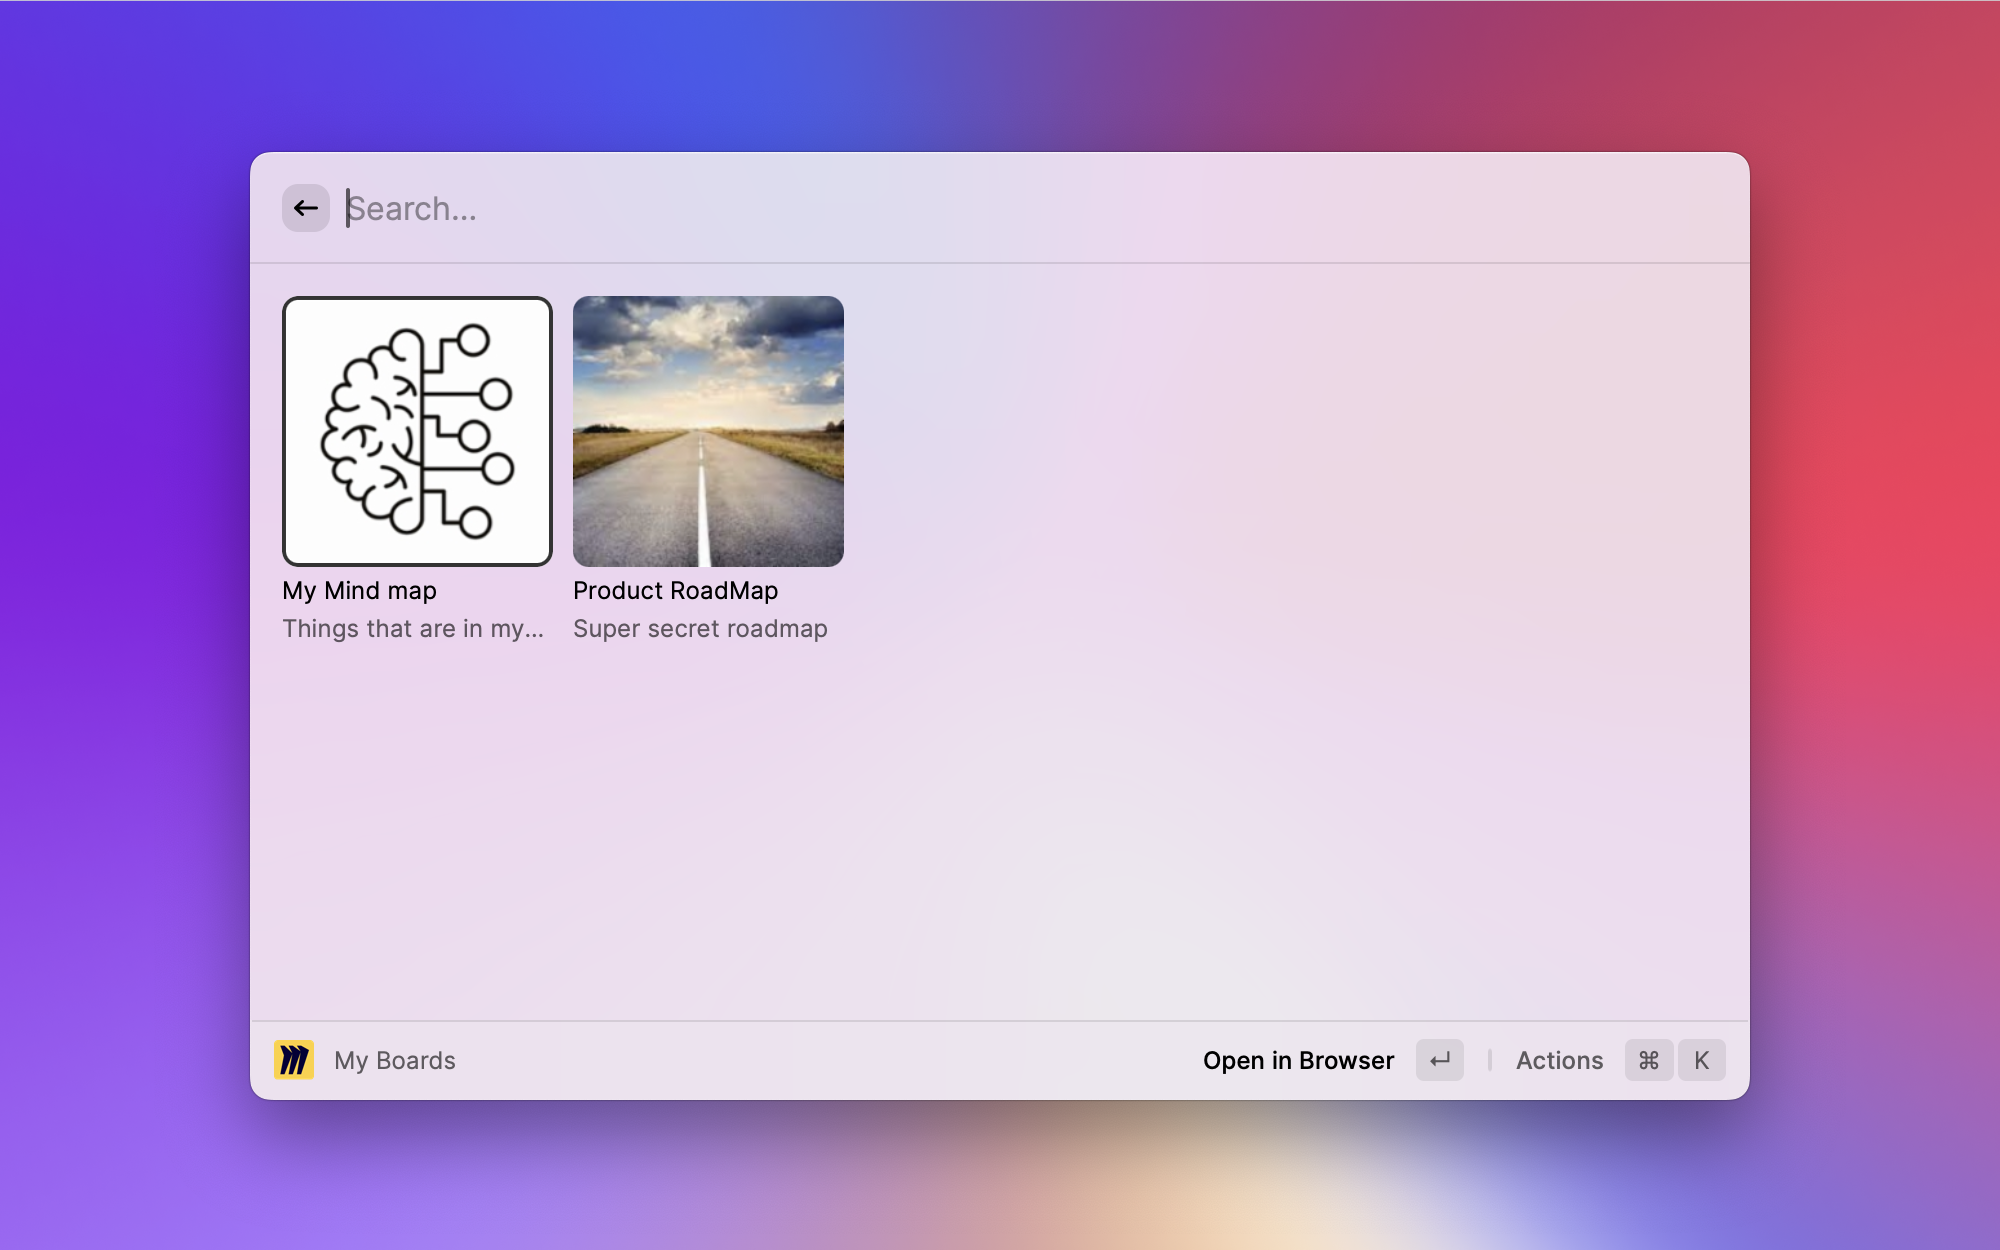 Search...
My Mind map
Things that are in my...
Product RoadMap
Super secret roadmap
My Boards
Open in Browser
Actions ⌘ K